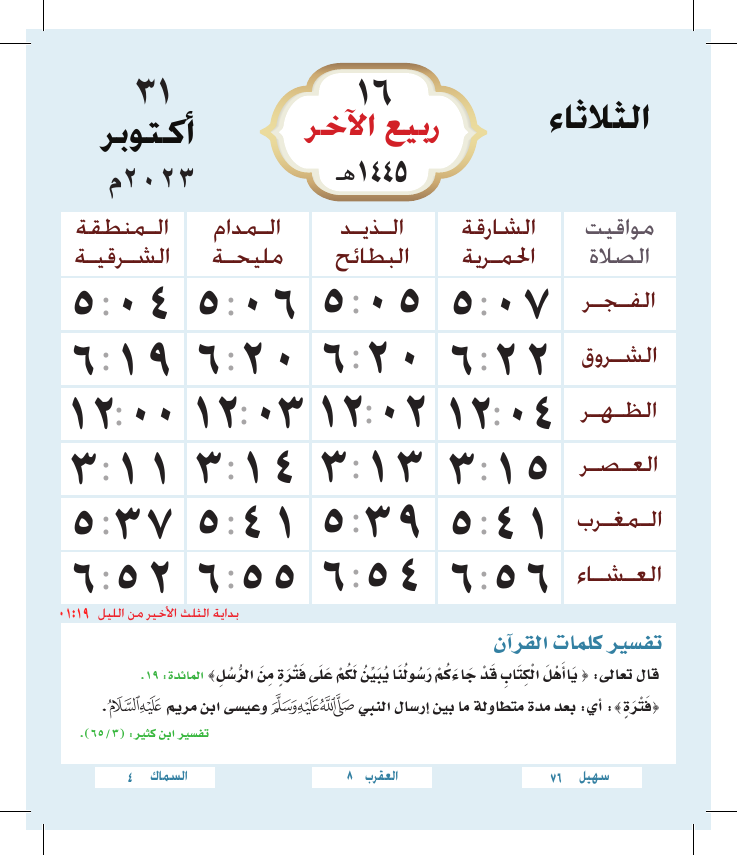 الثلاثاء
١٦
ربيع الآخر
١٤٤٥هـ
٣١
أكتوبر
٢٠٢٣م
مواقيت الصلاة الشارقة الحمرية الذيد البطائح المدام مليحة المنطقة الشرقية
الفجر ٥:٠٧ ٥:٠٥ ٥:٠٦ ٥:٠٤
الشروق ٦:٢٢ ٦:٢٠ ٦:٢٠ ٦:١٩
الظهر ١٢:٠٤ ١٢:٠٢ ١٢:٠٣ ١٢:٠٠
العصر ٣:١٥ ٣:١٣ ٣:١٤ ٣:١١
المغرب ٥:٤١ ٥:٣٩ ٥:٤١ ٥:٣٧
العشاء ٦:٥٦ ٦:٥٤ ٦:٥٥ ٦:٥٢
بداية الثلث الأخير من الليل ٠١:١٩
تفسير كلمات القرآن
قال تعالى: ﴿ يَاأَهْلَ الْكِتَابِ قَدْ جَاءَكُمْ رَسُولُنَا يُبَيِّنُ لَكُمْ عَلَى فَتْرَةٍ مِنَ الرُّسُلِ﴾ المائدة: ١٩.
﴿فَتْرَةٍ﴾: أي: بعد مدة متطاولة ما بين إرسال النبي صَلَّى اللَّهُ عَلَيْهِ وَسَلَّمَ وعيسى ابن مريم عَلَيْهِ السَّلَامُ.
تفسير ابن كثير: (٣/ ٦٥).
سهيل ٧٦ العقرب ٨ السماك ٤